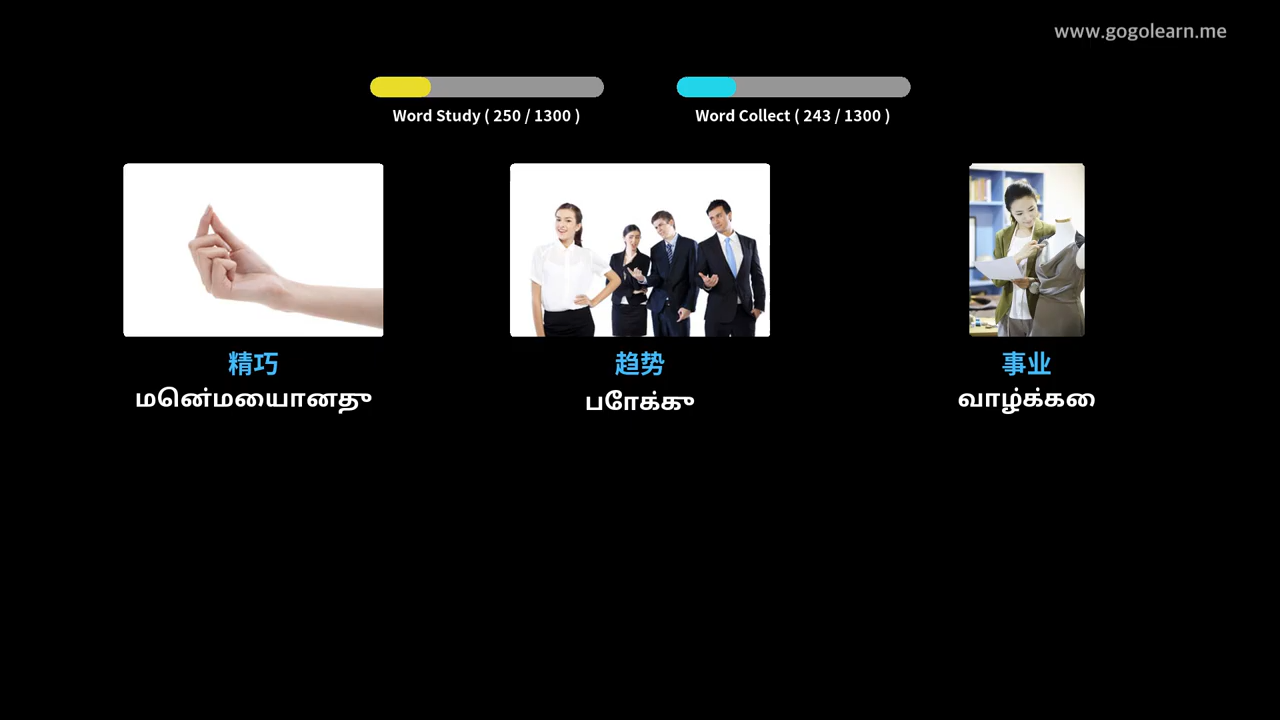 www.gogolearn.me
Word Study ( 250 / 1300 )
Word Collect ( 243 / 1300 )
精巧
趋势
事业
மென்மையானது
போக்கு
வாழ்க்கை